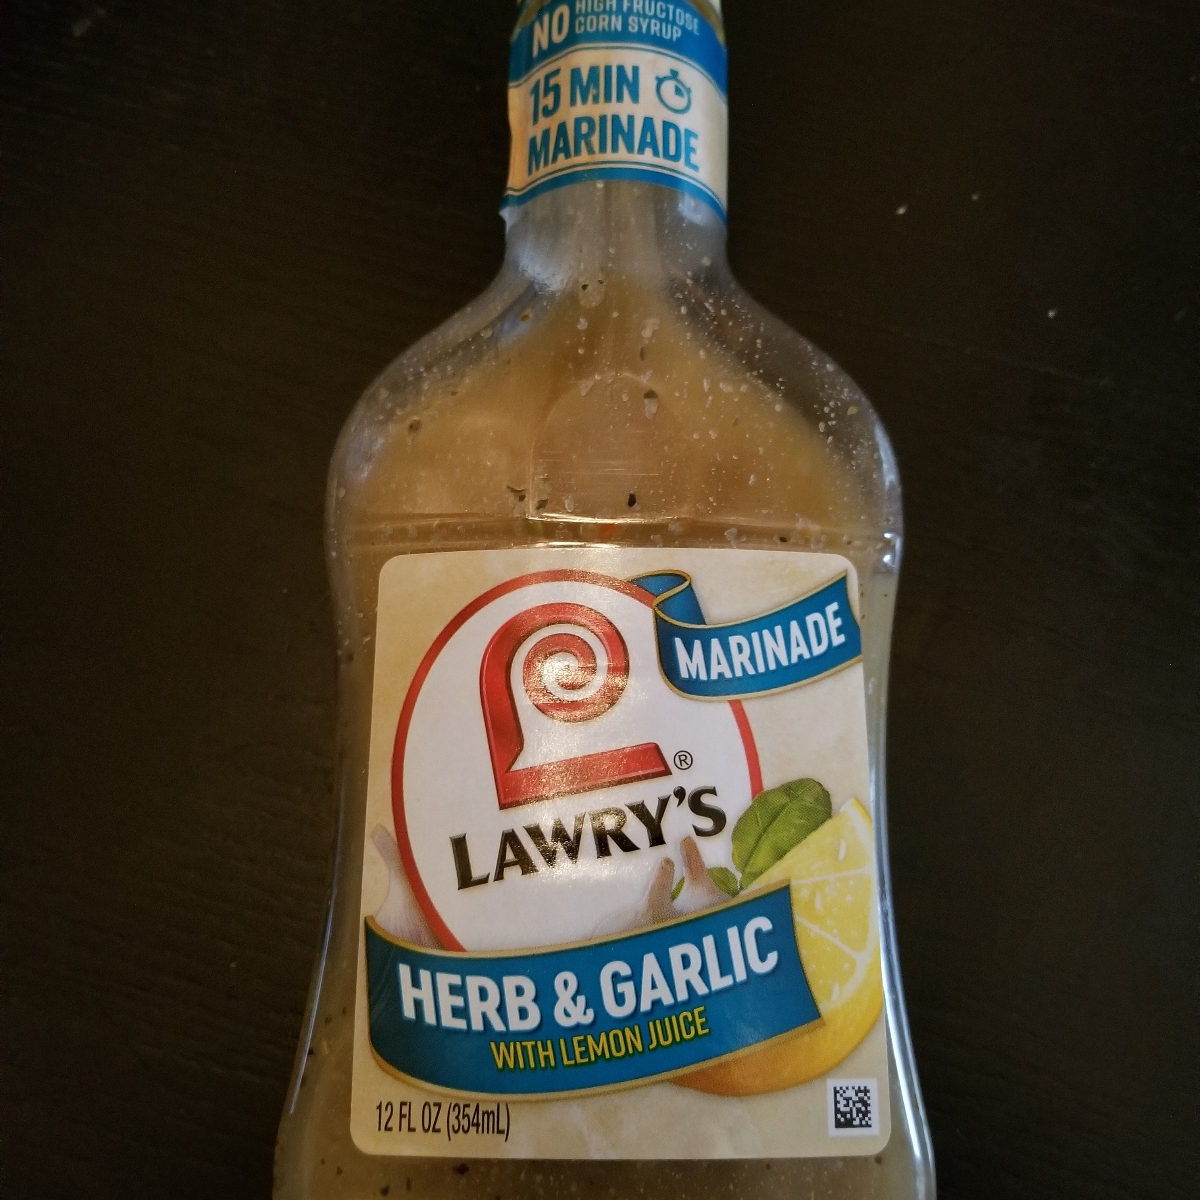 NO HIGH FRUCTOSE
CORN SYRUP
15 MIN
MARINADE
MARINADE
®
LAWRY'S
HERB & GARLIC
WITH LEMON JUICE
12 FL OZ (354mL)